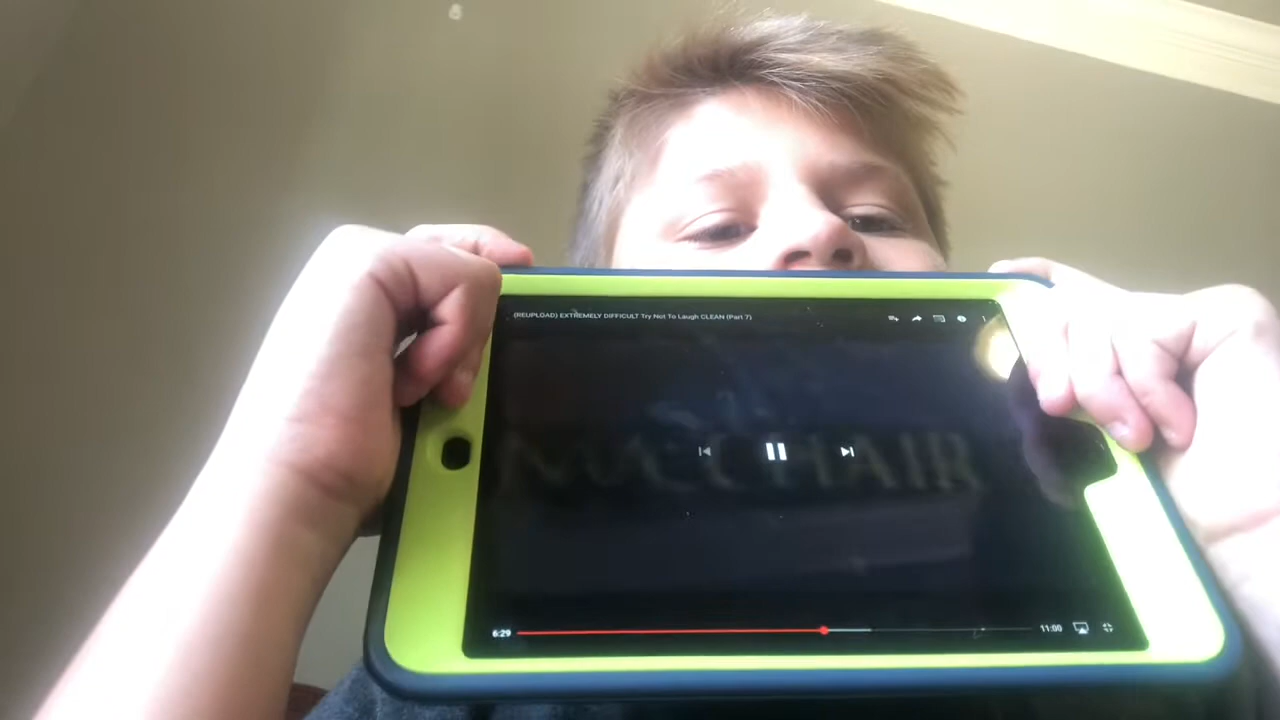 (REUPLOAD) EXTREMELY DIFFICULT Try Not To Laugh CLEAN (Part 7)
6:29
11:00